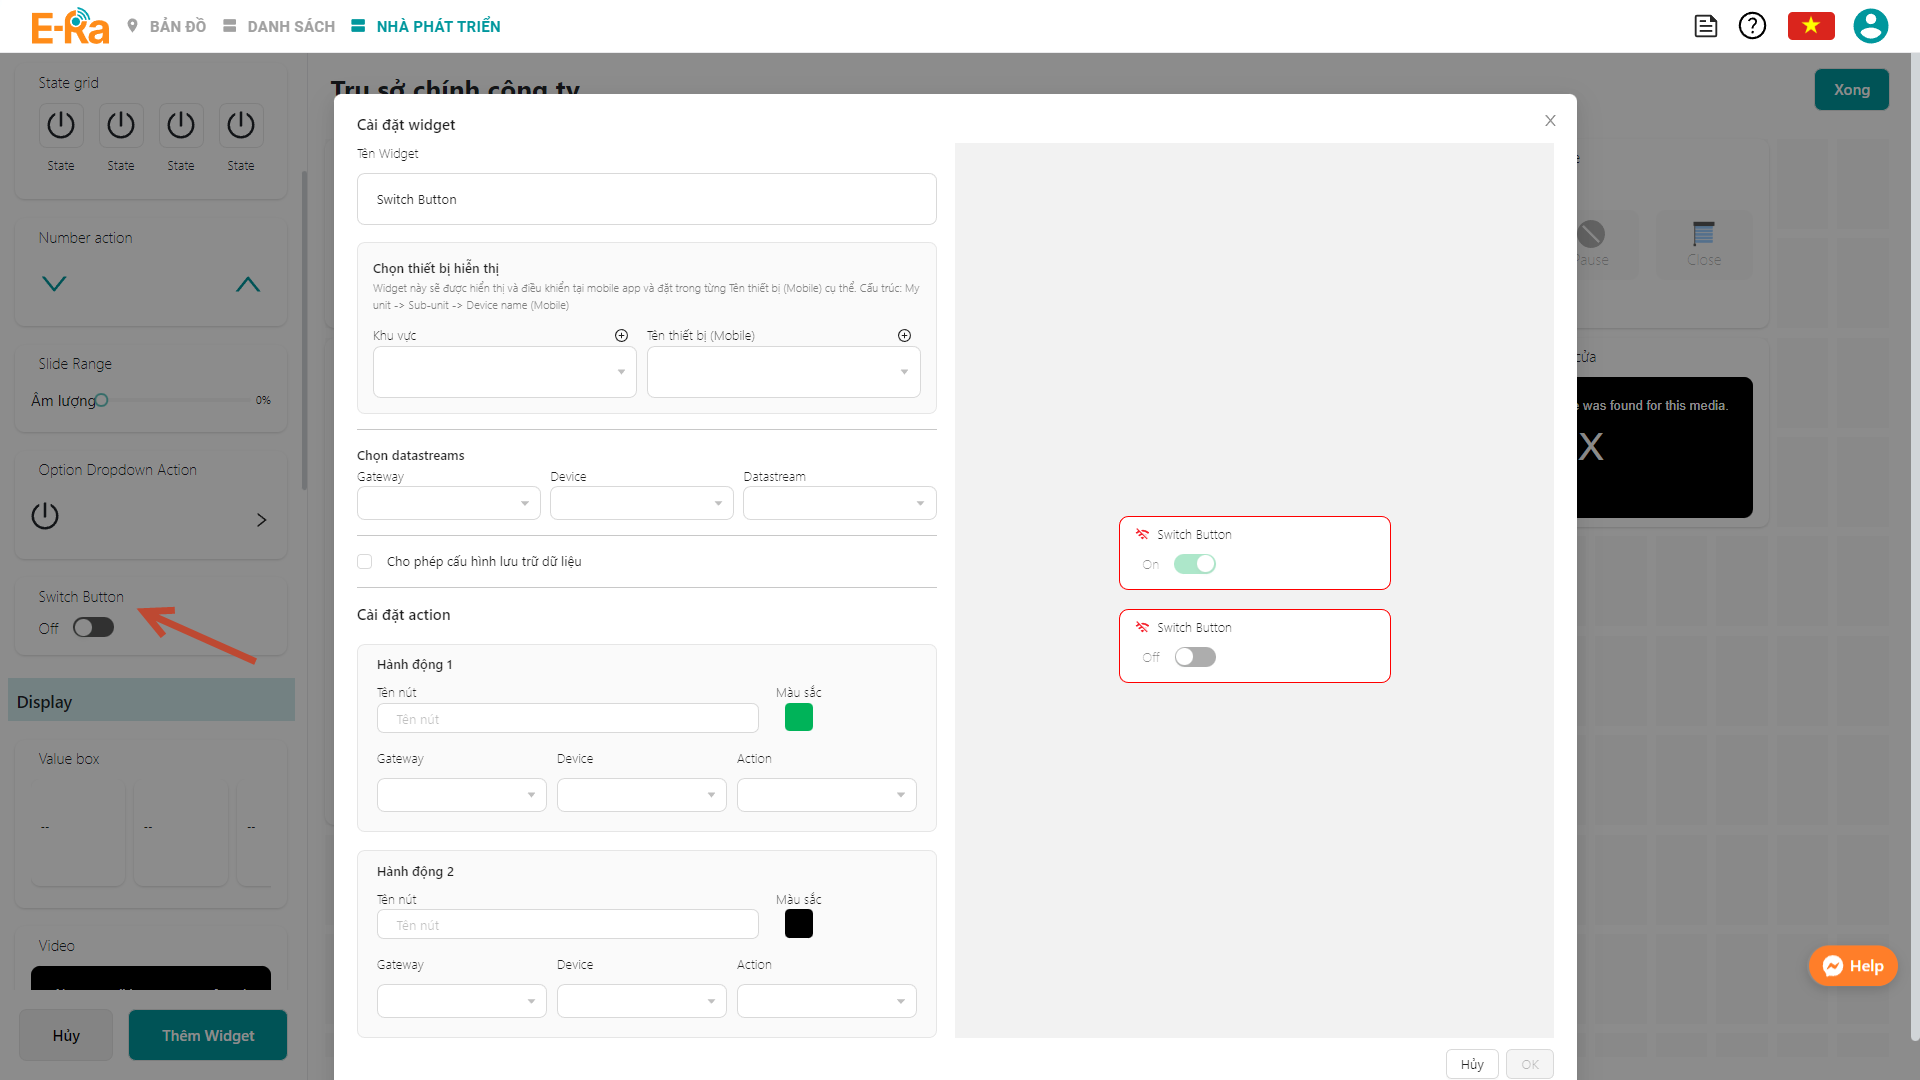 E-Ra
BẢN ĐỒ
DANH SÁCH
NHÀ PHÁT TRIỂN
State grid
State State State State
Number action
Slide Range
Âm lượng 0%
Option Dropdown Action
Switch Button
Off
Display
Value box
-- -- --
Video
Hủy
Thêm Widget
Trụ sở chính công ty
Xong
Cài đặt widget
Tên Widget
Switch Button
Chọn thiết bị hiển thị
Widget này sẽ được hiển thị và điều khiển tại mobile app và đặt trong từng Tên thiết bị (Mobile) cụ thể. Cấu trúc: My
unit -> Sub-unit -> Device name (Mobile)
Khu vực
Tên thiết bị (Mobile)
Chọn datastreams
Gateway Device Datastream
Cho phép cấu hình lưu trữ dữ liệu
Cài đặt action
Hành động 1
Tên nút Màu sắc
Tên nút
Gateway Device Action
Hành động 2
Tên nút Màu sắc
Tên nút
Gateway Device Action
Switch Button
On
Switch Button
Off
Hủy
OK
Pause
Close
cửa
was found for this media.
X
Help